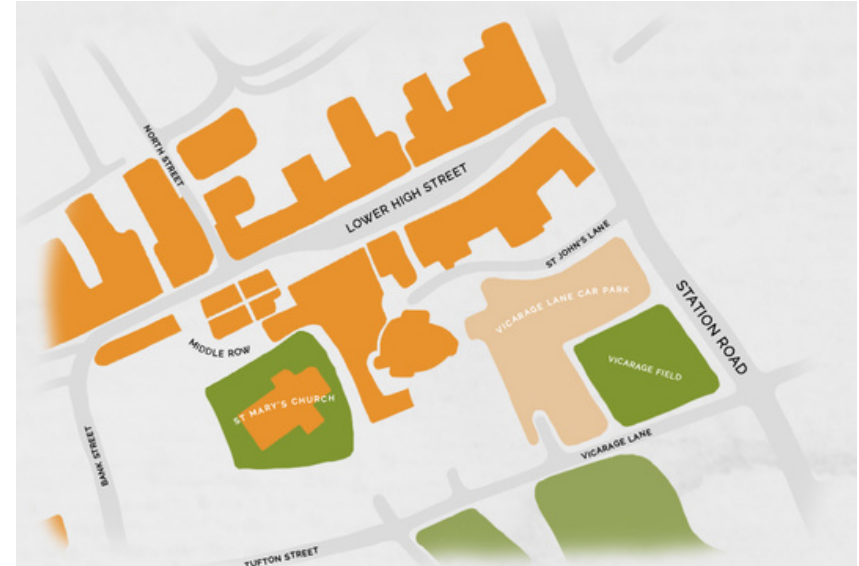 NORTH STREET
LOWER HIGH STREET
ST JOHN'S LANE
STATION ROAD
VICARAGE LANE CAR PARK
MIDDLE ROW
VICARAGE FIELD
ST MARY'S CHURCH
BANK STREET
VICARAGE LANE
TUFTON STREET